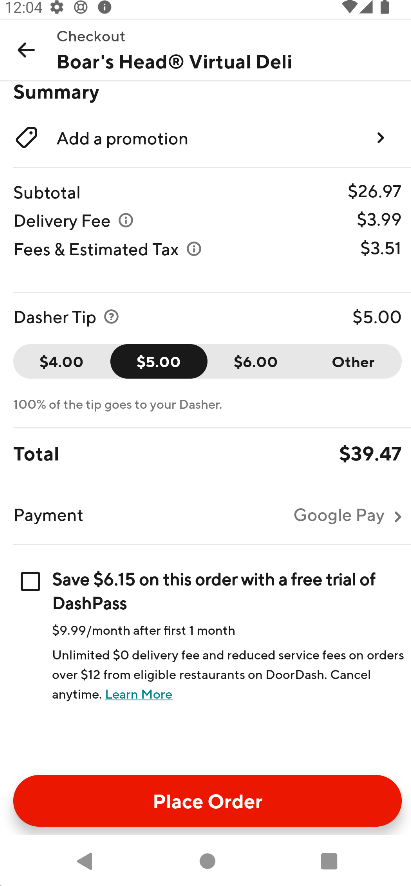 12:04
Checkout
Boar's Head® Virtual Deli
Summary
Add a promotion
Subtotal $26.97
Delivery Fee $3.99
Fees & Estimated Tax $3.51
Dasher Tip $5.00
$4.00 $5.00 $6.00 Other
100% of the tip goes to your Dasher.
Total $39.47
Payment Google Pay
Save $6.15 on this order with a free trial of
DashPass
$9.99/month after first 1 month
Unlimited $0 delivery fee and reduced service fees on orders
over $12 from eligible restaurants on DoorDash. Cancel
anytime. Learn More
Place Order